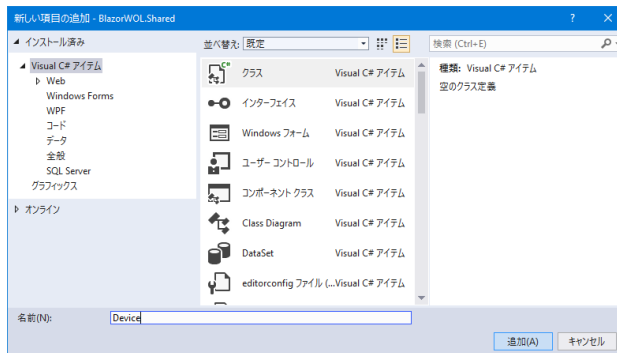 新しい項目の追加 - BlazorWOL.Shared ? ×
インストール済み
並べ替え: 既定
検索 (Ctrl+E)
Visual C# アイテム
Web
Windows Forms
WPF
コード
データ
全般
SQL Server
グラフィックス
オンライン
C#
クラス Visual C# アイテム
インターフェイス Visual C# アイテム
Windows フォーム Visual C# アイテム
ユーザー コントロール Visual C# アイテム
コンポーネント クラス Visual C# アイテム
Class Diagram Visual C# アイテム
DataSet Visual C# アイテム
editorconfig ファイル (...Visual C# アイテム
種類: Visual C# アイテム
空のクラス定義
名前(N): Device
追加(A) キャンセル